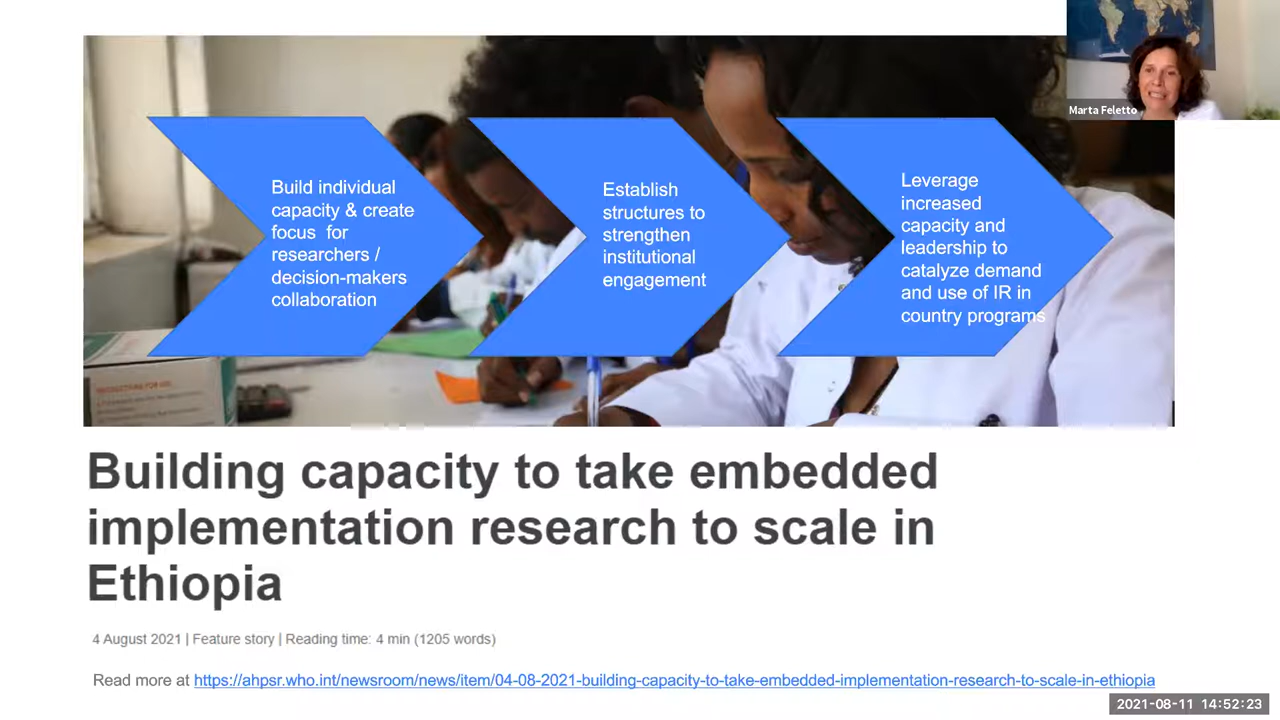 Marta Feletto
Build individual
capacity & create
focus for
researchers /
decision-makers
collaboration
Establish
structures to
strengthen
institutional
engagement
Leverage
increased
capacity and
leadership to
catalyze demand
and use of IR in
country programs
Building capacity to take embedded
implementation research to scale in
Ethiopia
4 August 2021 | Feature story | Reading time: 4 min (1205 words)
Read more at https://ahpsr.who.int/newsroom/news/item/04-08-2021-building-capacity-to-take-embedded-implementation-research-to-scale-in-ethiopia
2021-08-11 14:52:23